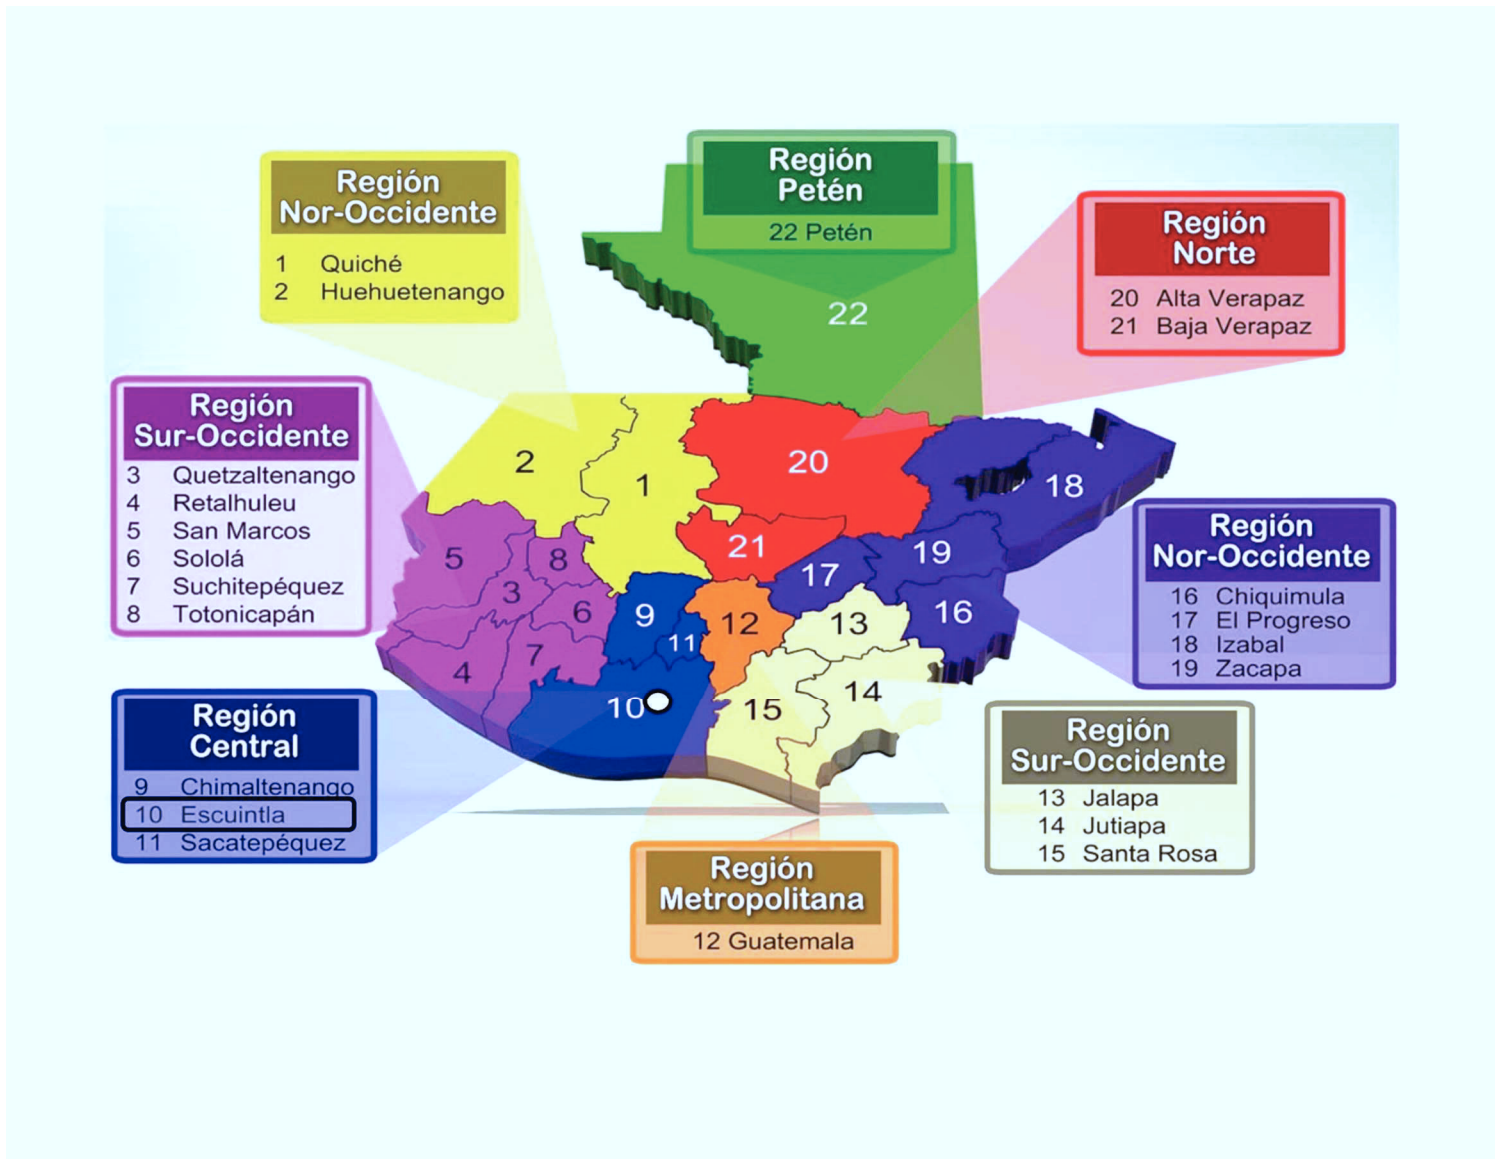 Región
Nor-Occidente
1 Quiché
2 Huehuetenango
Región
Petén
22 Petén
Región
Norte
20 Alta Verapaz
21 Baja Verapaz
Región
Sur-Occidente
3 Quetzaltenango
4 Retalhuleu
5 San Marcos
6 Sololá
7 Suchitepéquez
8 Totonicapán
22
2
1
20
18
5
8
21
19
17
3
6
9
11
12
13
16
7
4
10
15
14
Región
Nor-Occidente
16 Chiquimula
17 El Progreso
18 Izabal
19 Zacapa
Región
Central
9 Chimaltenango
10 Escuintla
11 Sacatepéquez
Región
Sur-Occidente
13 Jalapa
14 Jutiapa
15 Santa Rosa
Región
Metropolitana
12 Guatemala